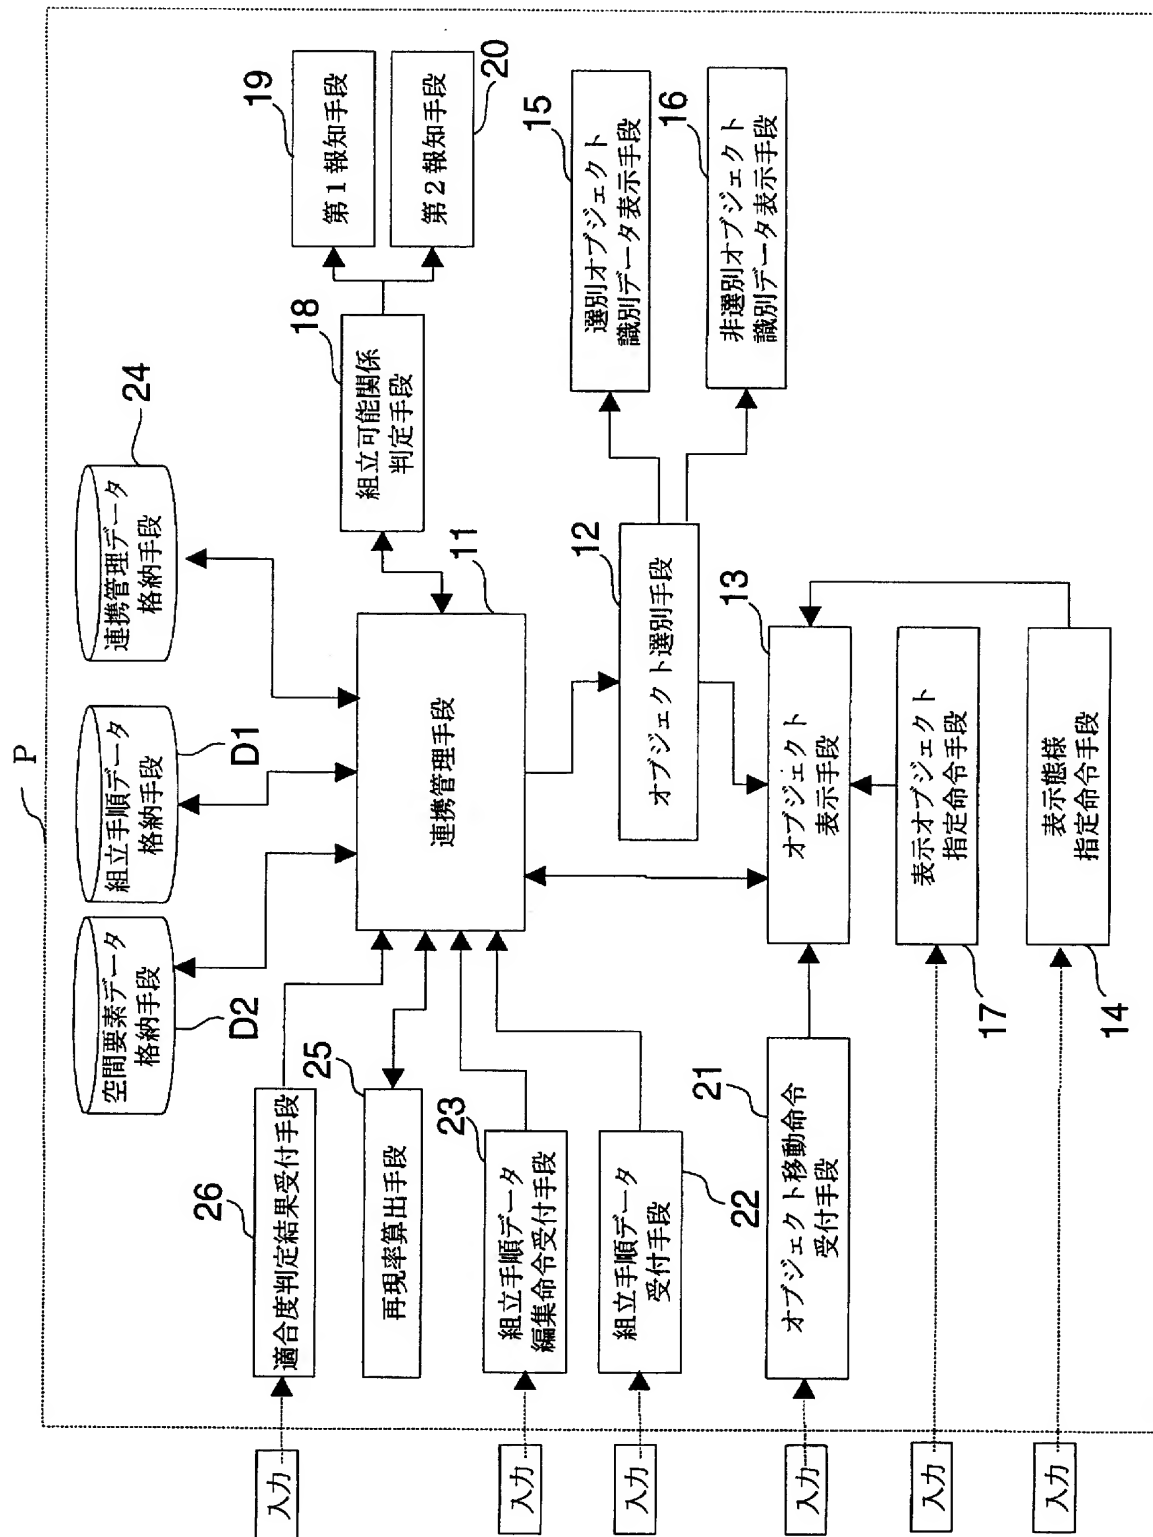 P
空間要素データ
格納手段
D2
組立手順データ
格納手段
D1
連携管理データ
格納手段
24
入力
適合度判定結果受付手段
26
再現率算出手段
25
入力
組立手順データ
編集命令受付手段
23
入力
組立手順データ
受付手段
22
連携管理手段
11
組立可能関係
判定手段
18
第1報知手段
19
第2報知手段
20
オブジェクト選別手段
12
選別オブジェクト
識別データ表示手段
15
非選別オブジェクト
識別データ表示手段
16
入力
オブジェクト移動命令
受付手段
21
オブジェクト
表示手段
13
入力
表示オブジェクト
指定命令手段
17
入力
表示態様
指定命令手段
14